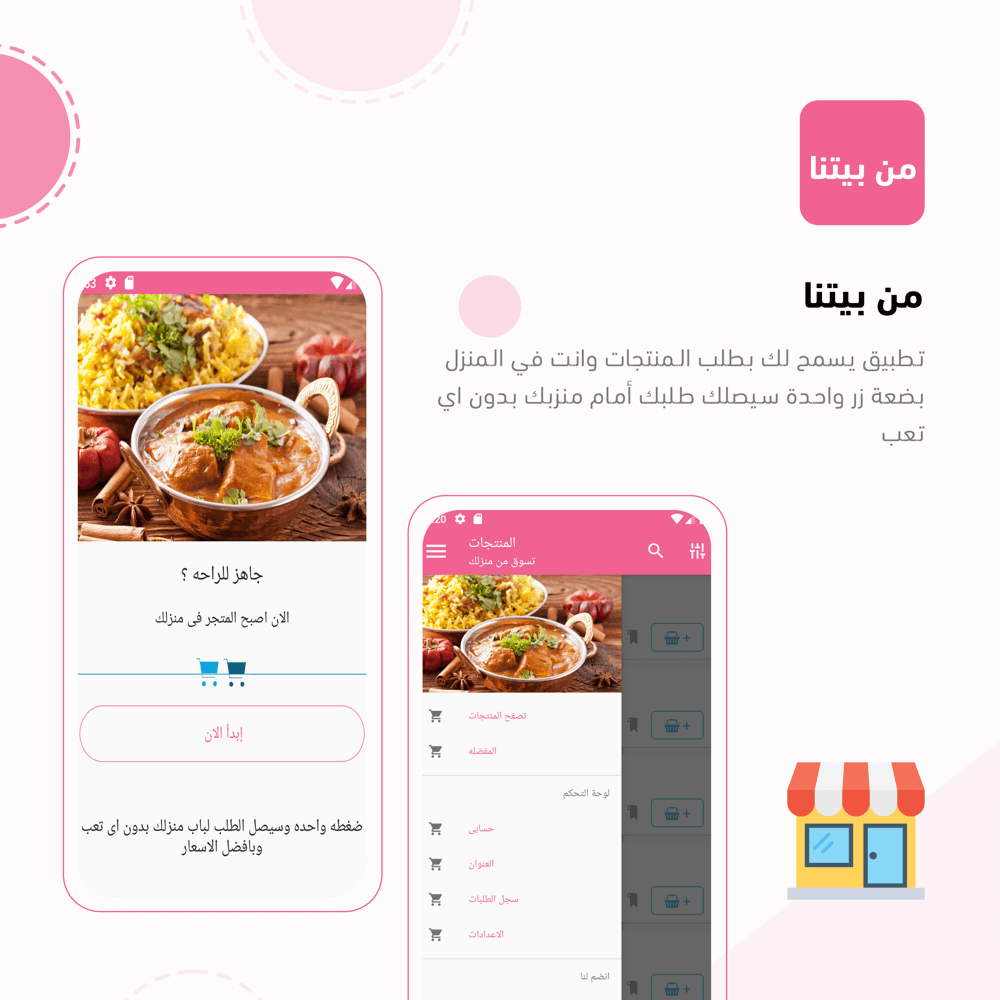 من بيتنا
من بيتنا
تطبيق يسمح لك بطلب المنتجات وانت في المنزل
بضعة زر واحدة سيصلك طلبك أمام منزبك بدون اي
تعب
جاهز للراحه ؟
الان اصبح المتجر فى منزلك
إبدأ الان
ضغطه واحده وسيصل الطلب لباب منزلك بدون اى تعب
وبافضل الاسعار
المنتجات
تسوق من منزلك
تصفح المنتجات
المفضله
لوحة التحكم
حسابى
العنوان
سجل الطلبات
الاعدادات
انضم لنا